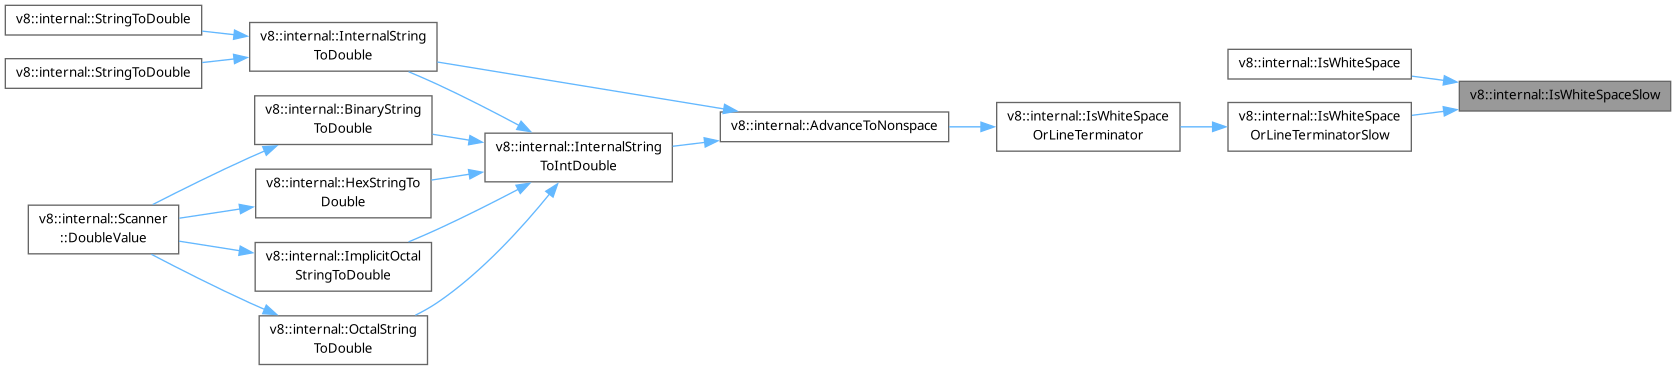 v8::internal::StringToDouble
v8::internal::StringToDouble
v8::internal::InternalString
ToDouble
v8::internal::BinaryString
ToDouble
v8::internal::HexStringTo
Double
v8::internal::Scanner
::DoubleValue
v8::internal::ImplicitOctal
StringToDouble
v8::internal::OctalString
ToDouble
v8::internal::InternalString
ToIntDouble
v8::internal::AdvanceToNonspace
v8::internal::IsWhiteSpace
OrLineTerminator
v8::internal::IsWhiteSpace
v8::internal::IsWhiteSpace
OrLineTerminatorSlow
v8::internal::IsWhiteSpaceSlow